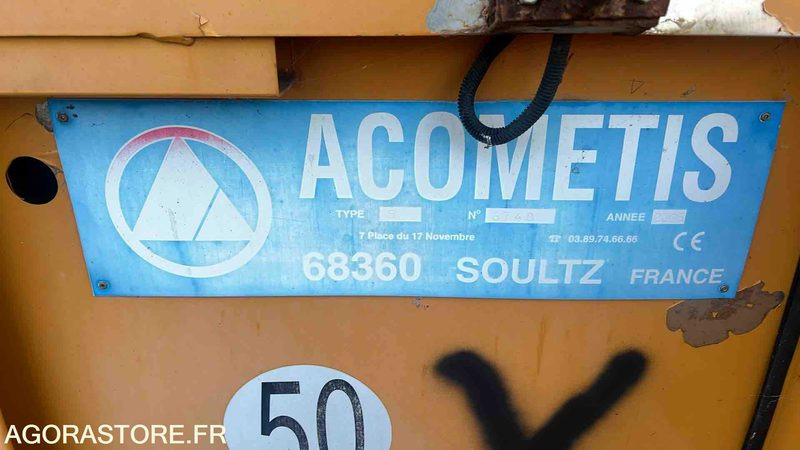 ACOMETIS
TYPE N° 6740 ANNEE
7 Place du 17 Novembre ☎ 03.89.74.66.66
68360 SOULTZ FRANCE CE
50
AGORASTORE.FR